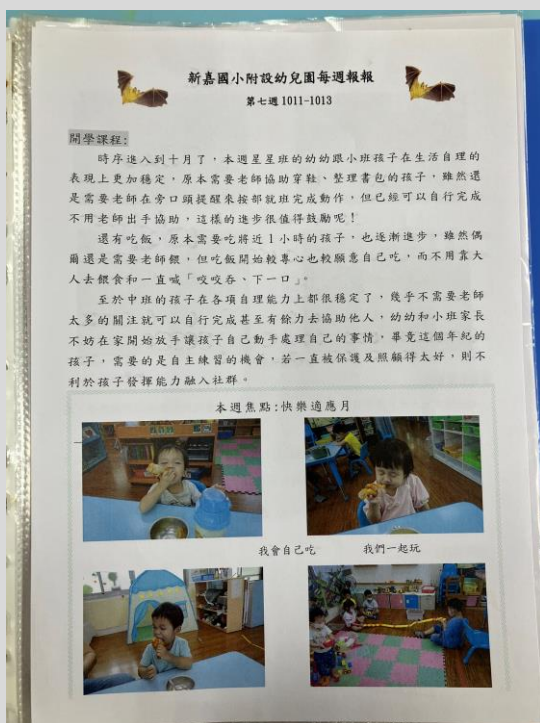 新嘉國小附設幼兒園每週報報
第七週 1011-1013
開學課程:
時序進入到十月了，本週星星班的幼幼跟小班孩子在生活自理的
表現上更加穩定，原本需要老師協助穿鞋、整理書包的孩子，雖然還
是需要老師在旁口頭提醒來按部就班完成動作，但已經可以自行完成
不用老師出手協助，這樣的進步很值得鼓勵呢！
還有吃飯，原本需要吃將近 1 小時的孩子，也逐漸進步，雖然偶
爾還是需要老師餵，但吃飯開始較專心也較願意自己吃，而不用靠大
人去餵食和一直喊「咬咬吞、下一口」。
至於中班的孩子在各項自理能力上都很穩定了，幾乎不需要老師
太多的關注就可以自行完成甚至有餘力去協助他人，幼幼和小班家長
不妨在家開始放手讓孩子自己動手處理自己的事情，畢竟這個年紀的
孩子，需要的是自主練習的機會，若一直被保護及照顧得太好，則不
利於孩子發揮能力融入社群。
本週焦點:快樂適應月
我會自己吃 我們一起玩